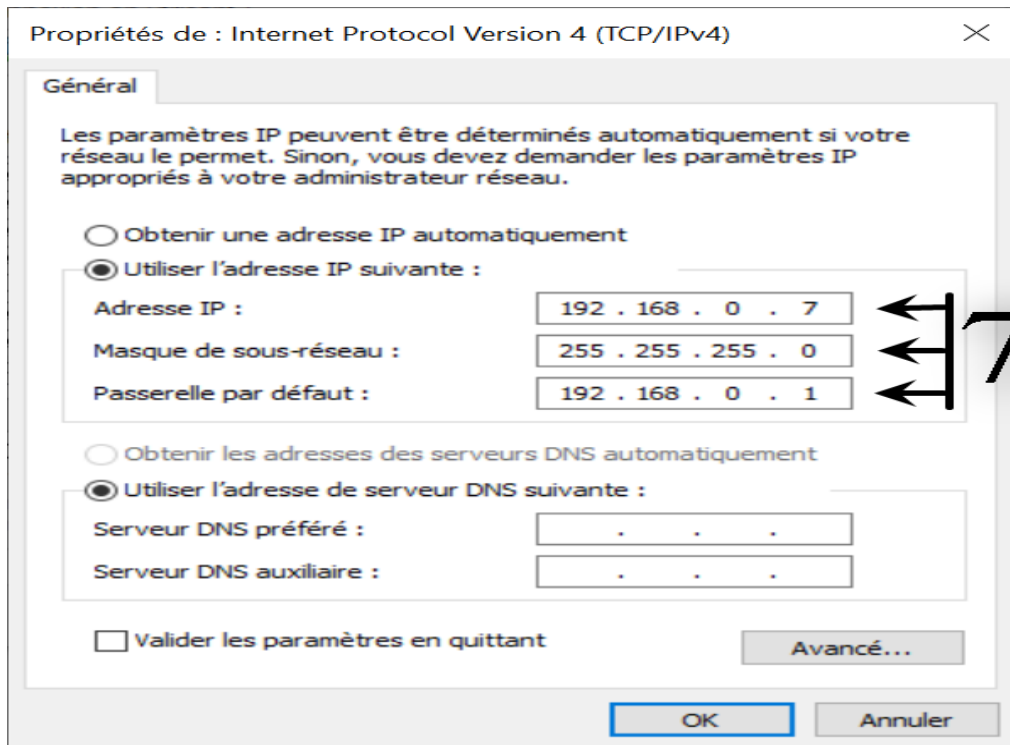 Propriétés de : Internet Protocol Version 4 (TCP/IPv4)
Général
Les paramètres IP peuvent être déterminés automatiquement si votre
réseau le permet. Sinon, vous devez demander les paramètres IP
appropriés à votre administrateur réseau.
Obtenir une adresse IP automatiquement
Utiliser l'adresse IP suivante :
Adresse IP : 192 . 168 . 0 . 7
Masque de sous-réseau : 255 . 255 . 255 . 0
Passerelle par défaut : 192 . 168 . 0 . 1
7
Obtenir les adresses des serveurs DNS automatiquement
Utiliser l'adresse de serveur DNS suivante :
Serveur DNS préféré : . . .
Serveur DNS auxiliaire : . . .
Valider les paramètres en quittant
Avancé...
OK Annuler